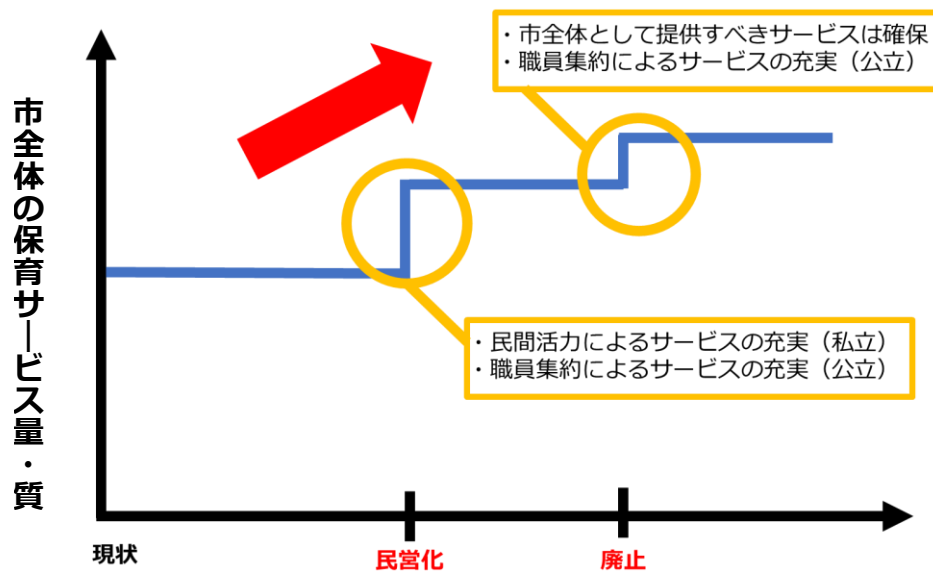 ・市全体として提供すべきサービスは確保
・職員集約によるサービスの充実（公立）
市全体の保育サービス量・質
・民間活力によるサービスの充実（私立）
・職員集約によるサービスの充実（公立）
現状
民営化
廃止